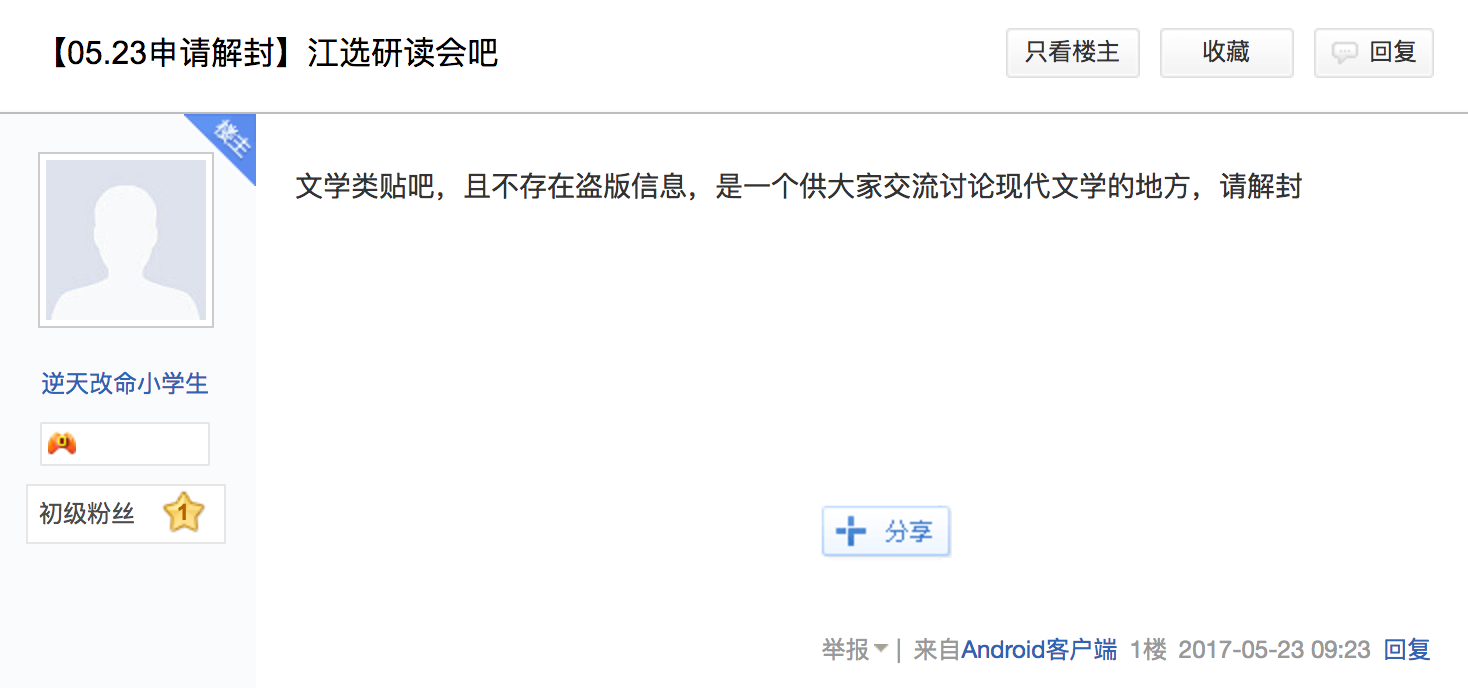 【05.23申请解封】江选研读会吧
只看楼主
收藏
回复
楼主
文学类贴吧，且不存在盗版信息，是一个供大家交流讨论现代文学的地方，请解封
逆天改命小学生
初级粉丝 1
分享
举报 | 来自Android客户端 1楼 2017-05-23 09:23 回复